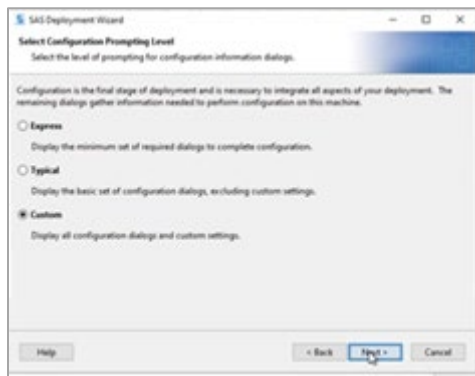 SAS Deployment Wizard
Select Configuration Prompting Level
Select the level of prompting for configuration information dialogs.
Configuration is the final stage of deployment and is necessary to integrate all aspects of your deployment. The
remaining dialogs gather information needed to perform configuration on this machine.
Express
Display the minimum set of required dialogs to complete configuration.
Typical
Display the basic set of configuration dialogs, excluding custom settings.
Custom
Display all configuration dialogs and custom settings.
Help
< Back
Next >
Cancel